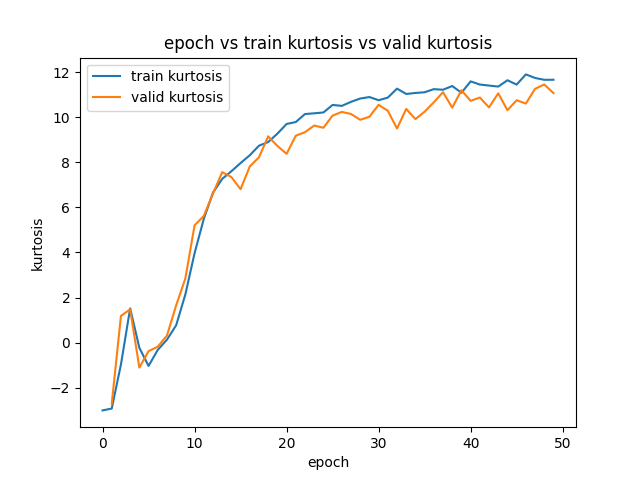 epoch vs train kurtosis vs valid kurtosis
train kurtosis
valid kurtosis
kurtosis
12
10
8
6
4
2
0
−2
0 10 20 30 40 50
epoch